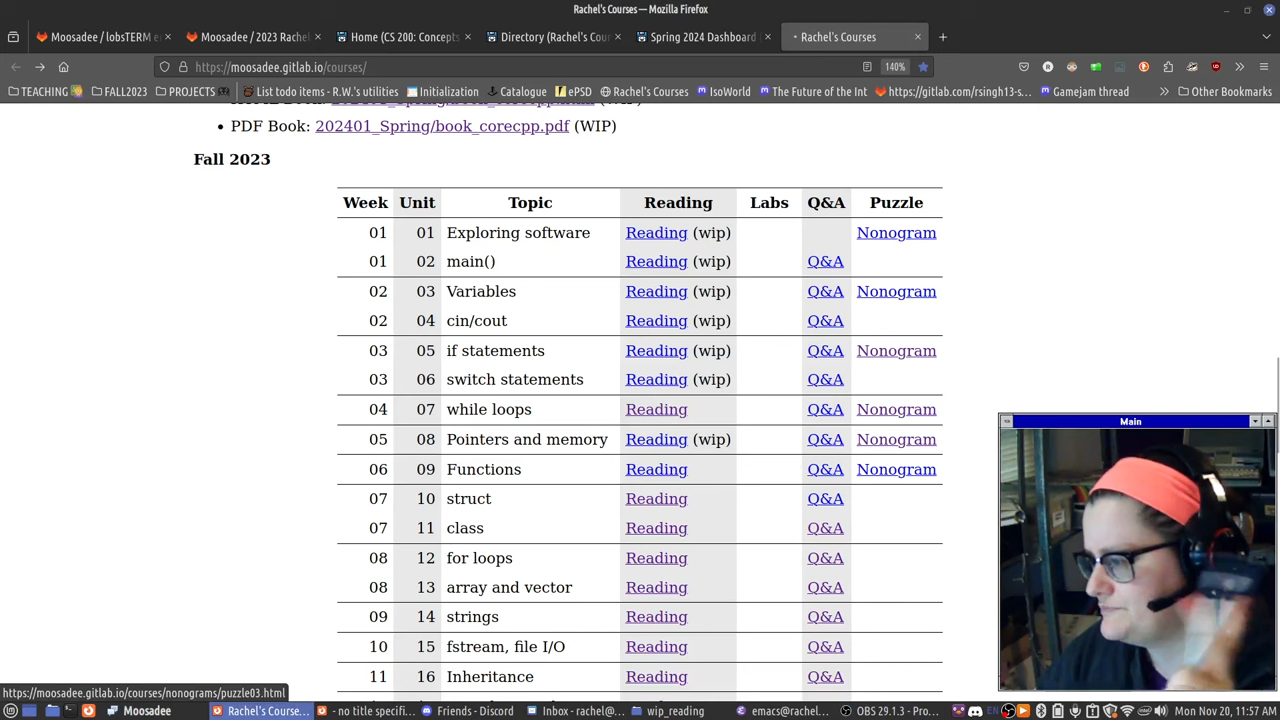 Rachel's Courses — Mozilla Firefox
Moosadee / lobsTERM e
Moosadee / 2023 Rachel
Home (CS 200: Concepts
Directory (Rachel's Cou
Spring 2024 Dashboard (
Rachel's Courses
https://moosadee.gitlab.io/courses/
140%
TEACHING
FALL2023
PROJECTS
List todo items - R.W.'s utilities
Initialization
Catalogue
ePSD
Rachel's Courses
IsoWorld
The Future of the Int
https://gitlab.com/rsingh13-s...
Gamejam thread
Other Bookmarks
PDF Book: 202401_Spring/book_corecpp.pdf (WIP)
Fall 2023
Week Unit Topic Reading Labs Q&A Puzzle
01 01 Exploring software Reading (wip) Nonogram
01 02 main() Reading (wip) Q&A
02 03 Variables Reading (wip) Q&A Nonogram
02 04 cin/cout Reading (wip) Q&A
03 05 if statements Reading (wip) Q&A Nonogram
03 06 switch statements Reading (wip) Q&A
04 07 while loops Reading Q&A Nonogram
05 08 Pointers and memory Reading (wip) Q&A Nonogram
06 09 Functions Reading Q&A Nonogram
07 10 struct Reading Q&A
07 11 class Reading Q&A
08 12 for loops Reading Q&A
08 13 array and vector Reading Q&A
09 14 strings Reading Q&A
10 15 fstream, file I/O Reading Q&A
11 16 Inheritance Reading Q&A
Main
https://moosadee.gitlab.io/courses/nonograms/puzzle03.html
Moosadee
Rachel's Course...
- no title specifi...
Friends - Discord
Inbox - rachel@...
wip_reading
emacs@rachel...
OBS 29.1.3 - Pro...
EN
Mon Nov 20, 11:57 AM